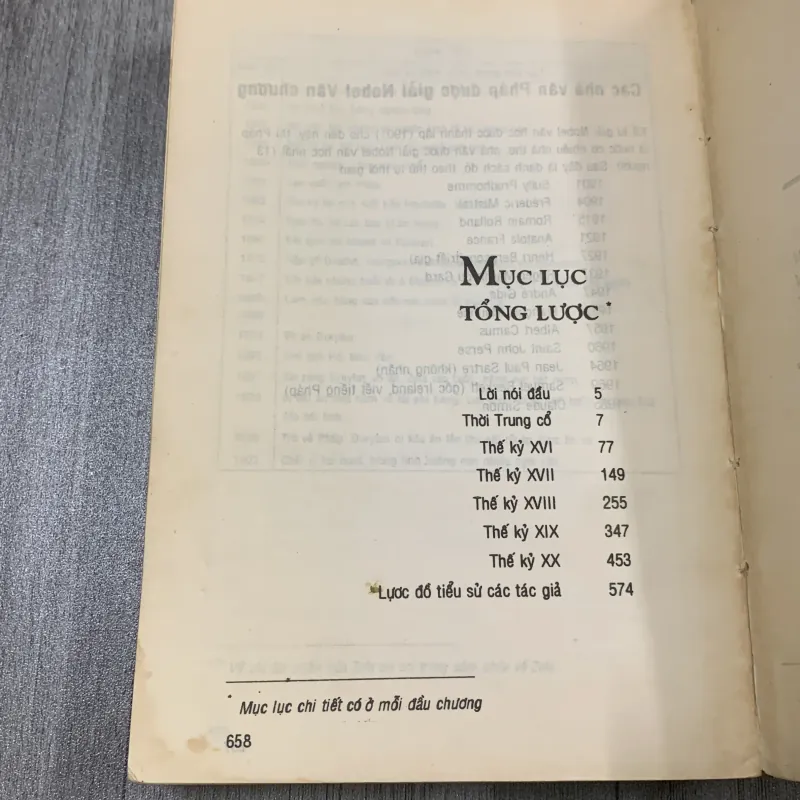 MỤC LỤC
TỔNG LƯỢC *
Lời nói đầu 5
Thời Trung cổ 7
Thế kỷ XVI 77
Thế kỷ XVII 149
Thế kỷ XVIII 255
Thế kỷ XIX 347
Thế kỷ XX 453
Lược đồ tiểu sử các tác giả 574
* Mục lục chi tiết có ở mỗi đầu chương
658